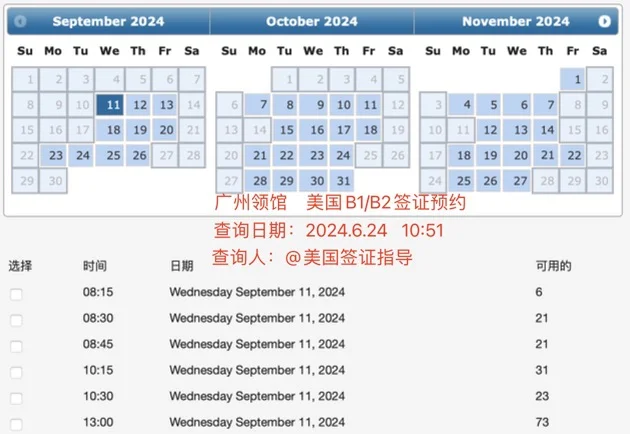 September 2024 October 2024 November 2024
Su Mo Tu We Th Fr Sa Su Mo Tu We Th Fr Sa Su Mo Tu We Th Fr Sa
1 2 3 4 5 6 7 1 2 3 4 5 1 2
8 9 10 11 12 13 14 6 7 8 9 10 11 12 3 4 5 6 7 8 9
15 16 17 18 19 20 21 13 14 15 16 17 18 19 10 11 12 13 14 15 16
22 23 24 25 26 27 28 20 21 22 23 24 25 26 17 18 19 20 21 22 23
29 30 27 28 29 30 31 24 25 26 27 28 29 30
广州领馆 美国B1/B2签证预约
查询日期：2024.6.24 10:51
查询人：@美国签证指导
选择 时间 日期 可用的
08:15 Wednesday September 11, 2024 6
08:30 Wednesday September 11, 2024 21
08:45 Wednesday September 11, 2024 21
10:15 Wednesday September 11, 2024 31
10:30 Wednesday September 11, 2024 23
13:00 Wednesday September 11, 2024 73